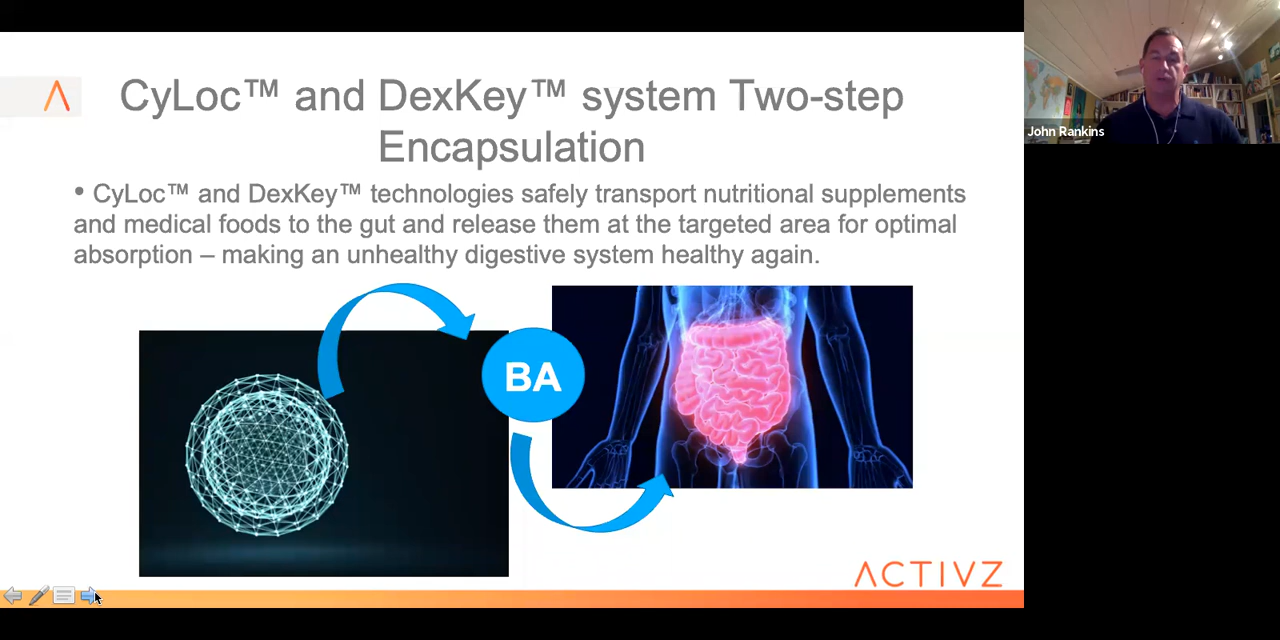 CyLoc™ and DexKey™ system Two-step
Encapsulation
• CyLoc™ and DexKey™ technologies safely transport nutritional supplements
and medical foods to the gut and release them at the targeted area for optimal
absorption – making an unhealthy digestive system healthy again.
BA
ACTIVZ
John Rankins